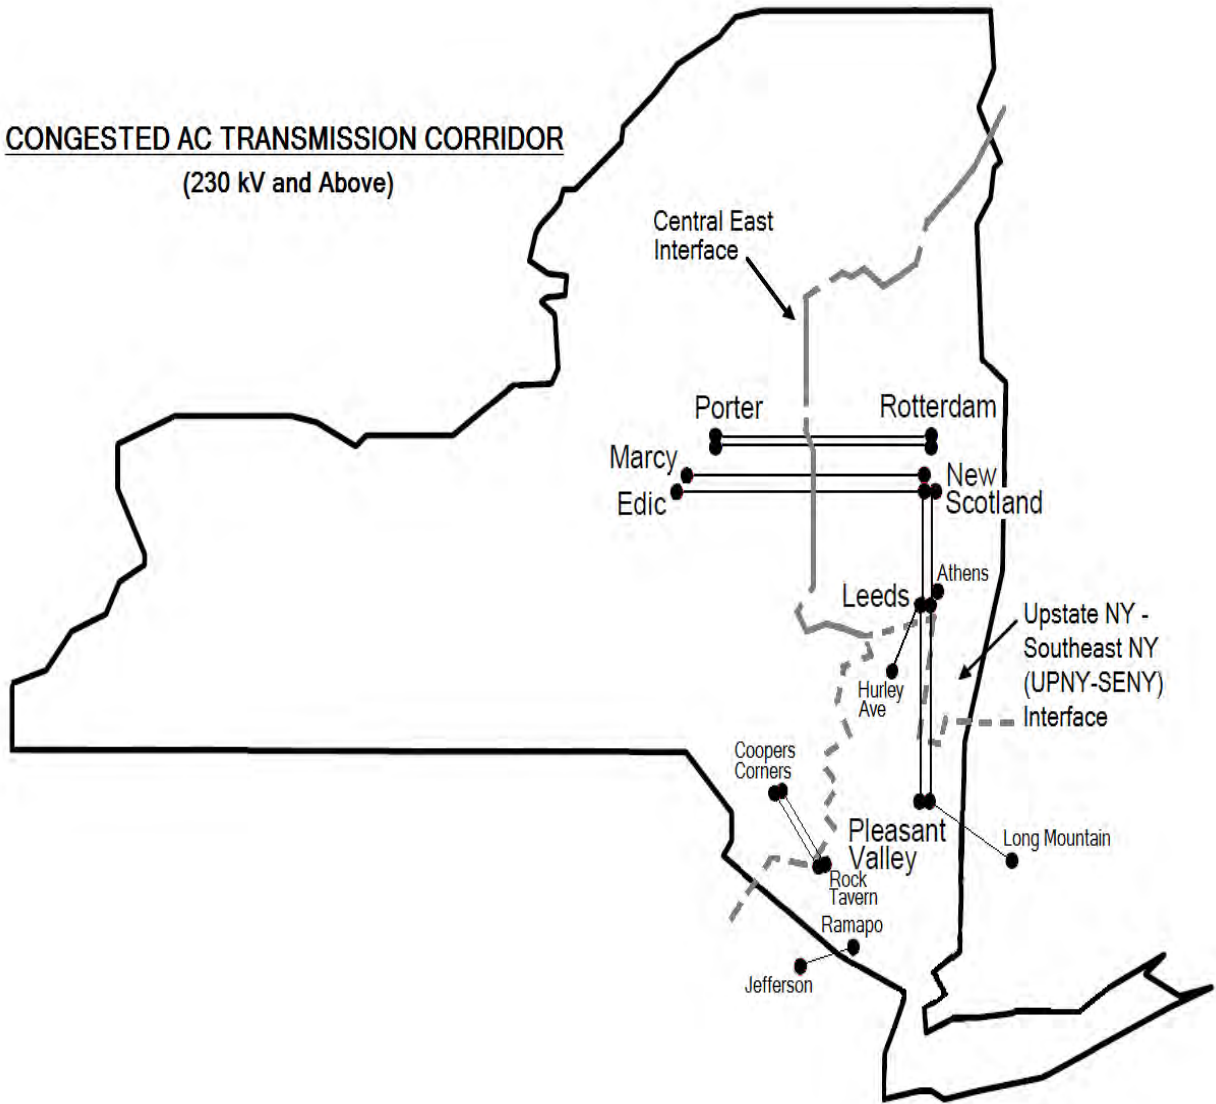 CONGESTED AC TRANSMISSION CORRIDOR
(230 kV and Above)
Central East
Interface
Porter
Rotterdam
Marcy
New
Scotland
Edic
Athens
Leeds
Upstate NY -
Southeast NY
(UPNY-SENY)
Interface
Hurley
Ave
Coopers
Corners
Pleasant
Valley
Long Mountain
Rock
Tavern
Ramapo
Jefferson